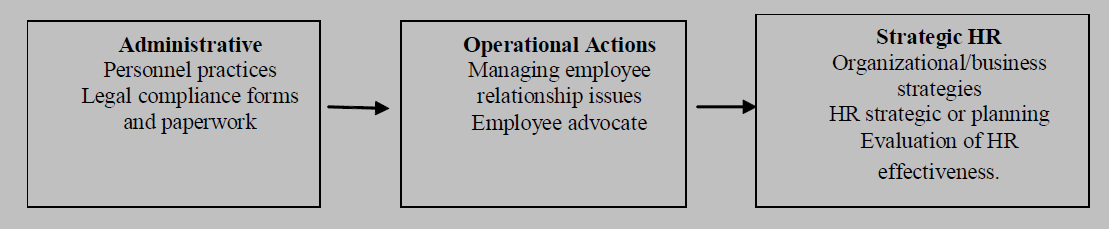 Administrative
Personnel practices
Legal compliance forms
and paperwork
Operational Actions
Managing employee
relationship issues
Employee advocate
Strategic HR
Organizational/business
strategies
HR strategic or planning
Evaluation of HR
effectiveness.